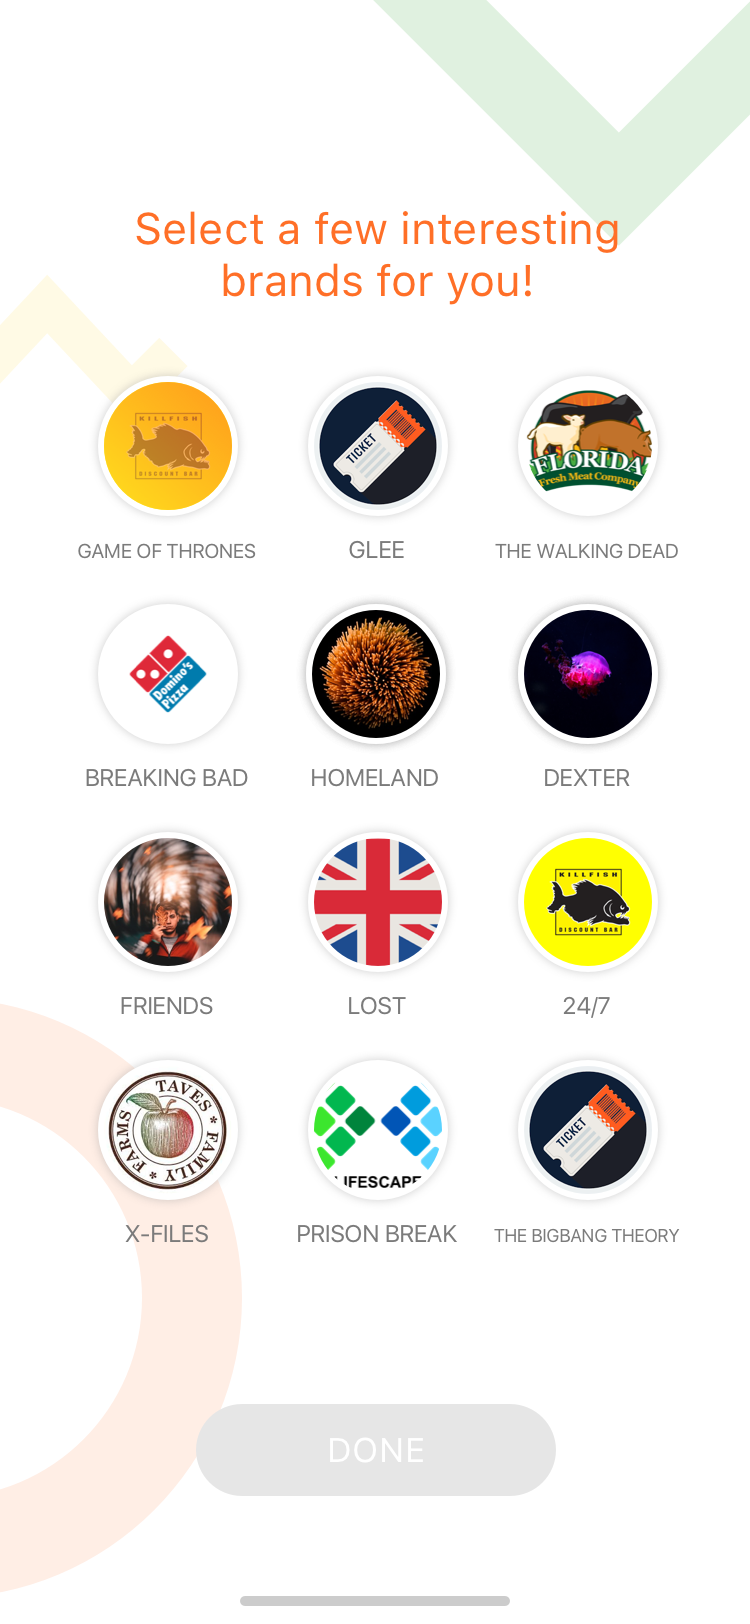 Select a few interesting
brands for you!
KILLFISH
DISCOUNT BAR
TICKET
FLORIDA
Fresh Meat Company
GAME OF THRONES
GLEE
THE WALKING DEAD
Domino's
Pizza
BREAKING BAD
HOMELAND
DEXTER
KILLFISH
DISCOUNT BAR
FRIENDS
LOST
24/7
TAVES * FAMILY * FARMS
IFESCAPE
TICKET
X-FILES
PRISON BREAK
THE BIGBANG THEORY
DONE